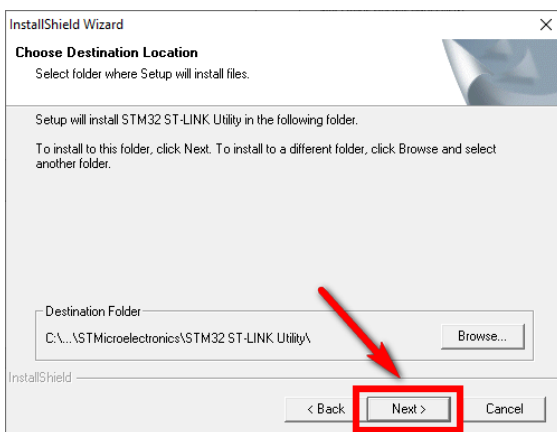 InstallShield Wizard
Choose Destination Location
Select folder where Setup will install files.
Setup will install STM32 ST-LINK Utility in the following folder.
To install to this folder, click Next. To install to a different folder, click Browse and select
another folder.
Destination Folder
C:\...\STMicroelectronics\STM32 ST-LINK Utility\
Browse...
InstallShield
< Back
Next >
Cancel